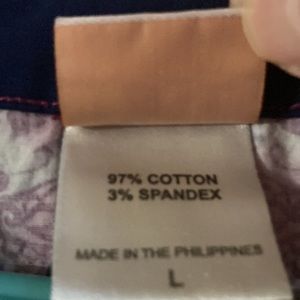 97% COTTON
3% SPANDEX
MADE IN THE PHILIPPINES
L